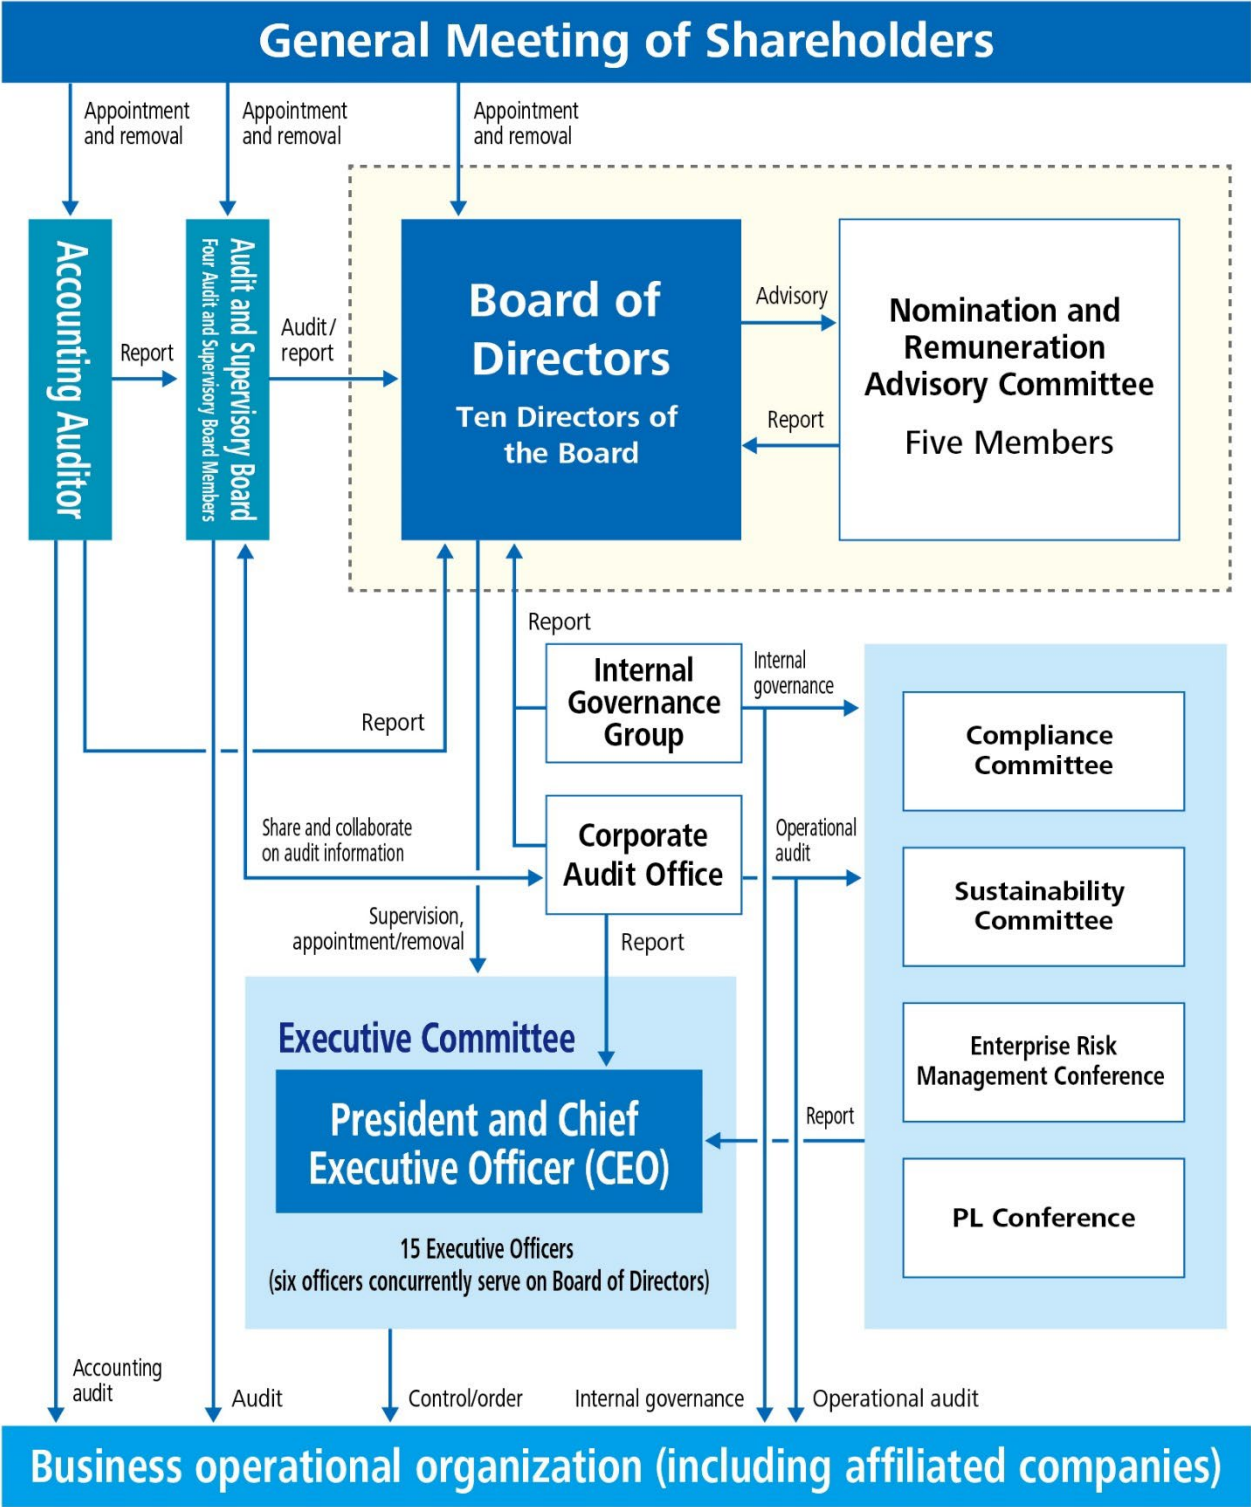 General Meeting of Shareholders
Appointment
and removal
Appointment
and removal
Appointment
and removal
Accounting Auditor
Report
Audit and Supervisory Board
Four Audit and Supervisory Board Members
Audit/
report
Board of
Directors
Ten Directors of
the Board
Advisory
Report
Nomination and
Remuneration
Advisory Committee
Five Members
Report
Report
Internal
Governance
Group
Internal
governance
Share and collaborate
on audit information
Corporate
Audit Office
Operational
audit
Supervision,
appointment/removal
Report
Compliance
Committee
Sustainability
Committee
Enterprise Risk
Management Conference
PL Conference
Report
Executive Committee
President and Chief
Executive Officer (CEO)
15 Executive Officers
(six officers concurrently serve on Board of Directors)
Accounting
audit
Audit
Control/order
Internal governance
Operational audit
Business operational organization (including affiliated companies)